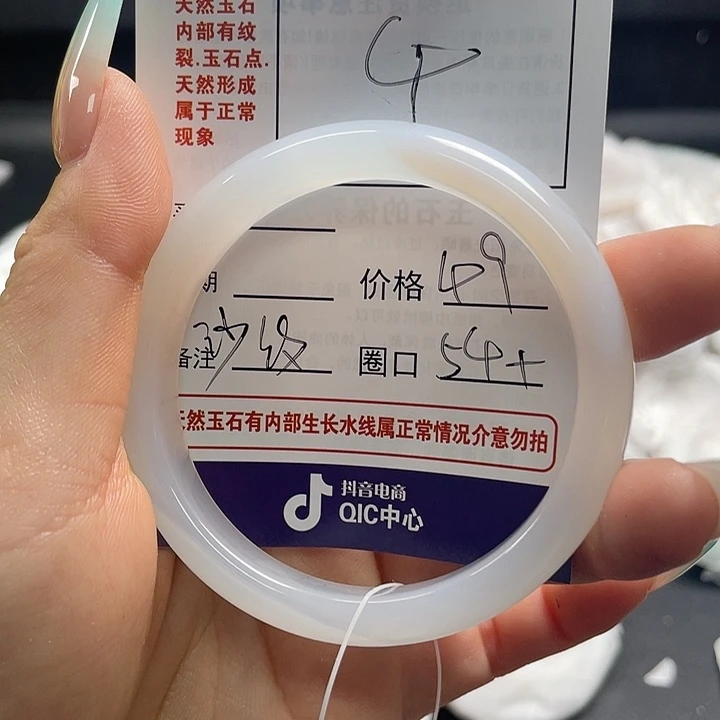 天然玉石
内部有纹
裂.玉石点.
天然形成
属于正常
现象
期 价格 49
备注 圈口 54+
天然玉石有内部生长水线属正常情况介意勿拍
抖音电商
QIC中心